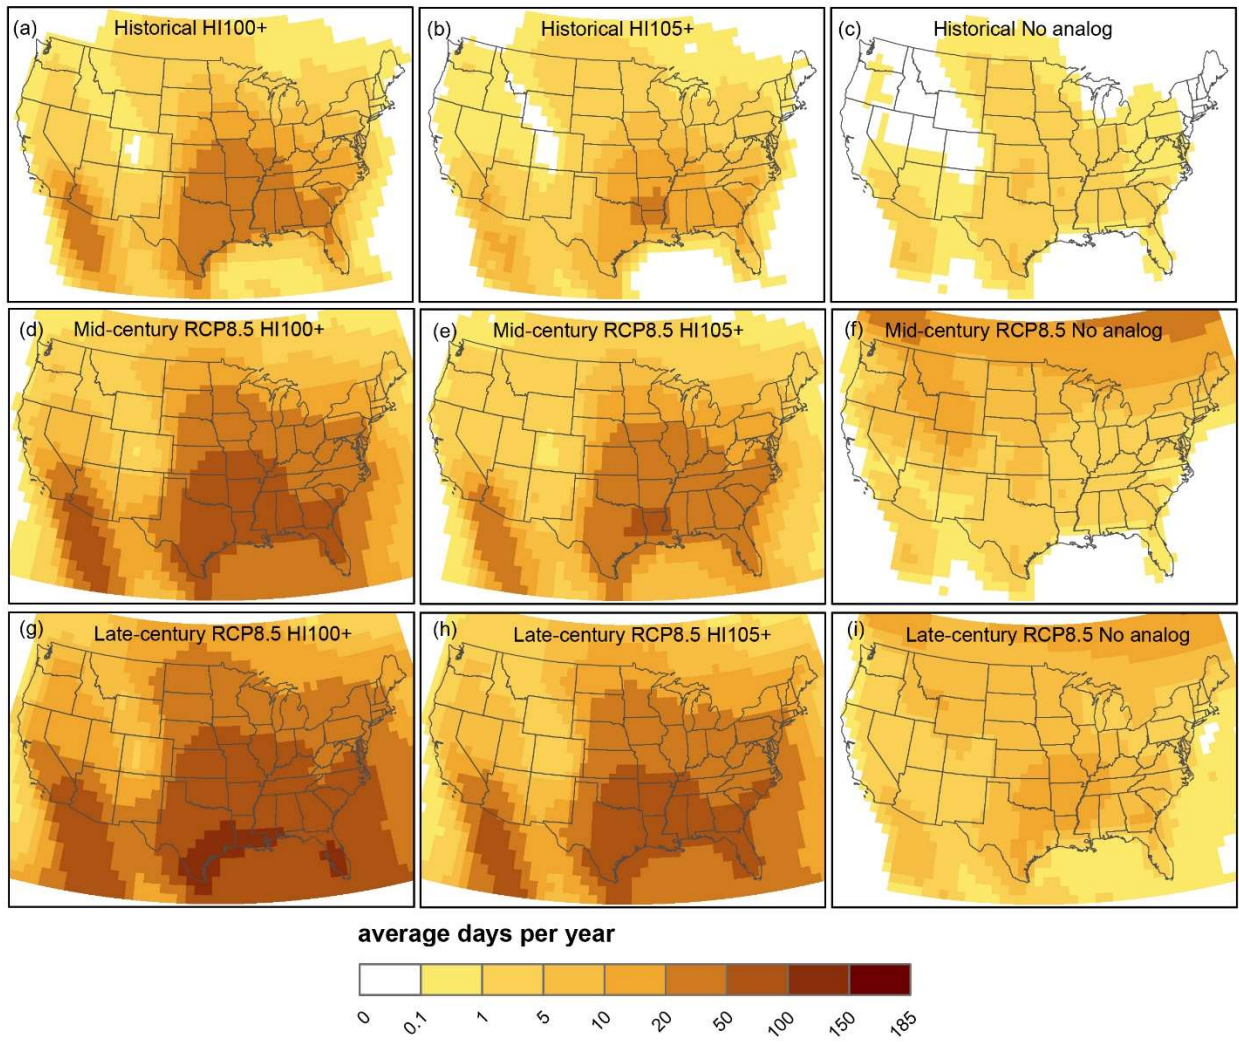 (a) Historical HI100+
(b) Historical HI105+
(c) Historical No analog
(d) Mid-century RCP8.5 HI100+
(e) Mid-century RCP8.5 HI105+
(f) Mid-century RCP8.5 No analog
(g) Late-century RCP8.5 HI100+
(h) Late-century RCP8.5 HI105+
(i) Late-century RCP8.5 No analog
average days per year
0 0.1 1 5 10 20 50 100 150 185